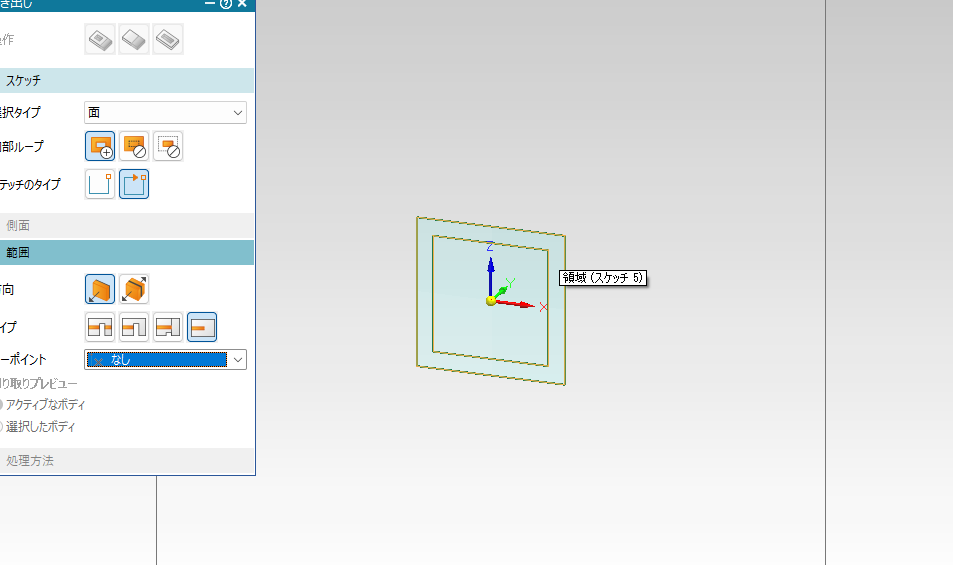 き出し
作
スケッチ
択タイプ
面
部ループ
テッチのタイプ
側面
範囲
向
イプ
ーポイント
なし
り取りプレビュー
アクティブなボディ
選択したボディ
処理方法
Z
Y
X
領域 (スケッチ 5)